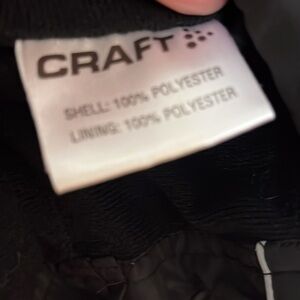 CRAFT
SHELL: 100% POLYESTER
LINING: 100% POLYESTER